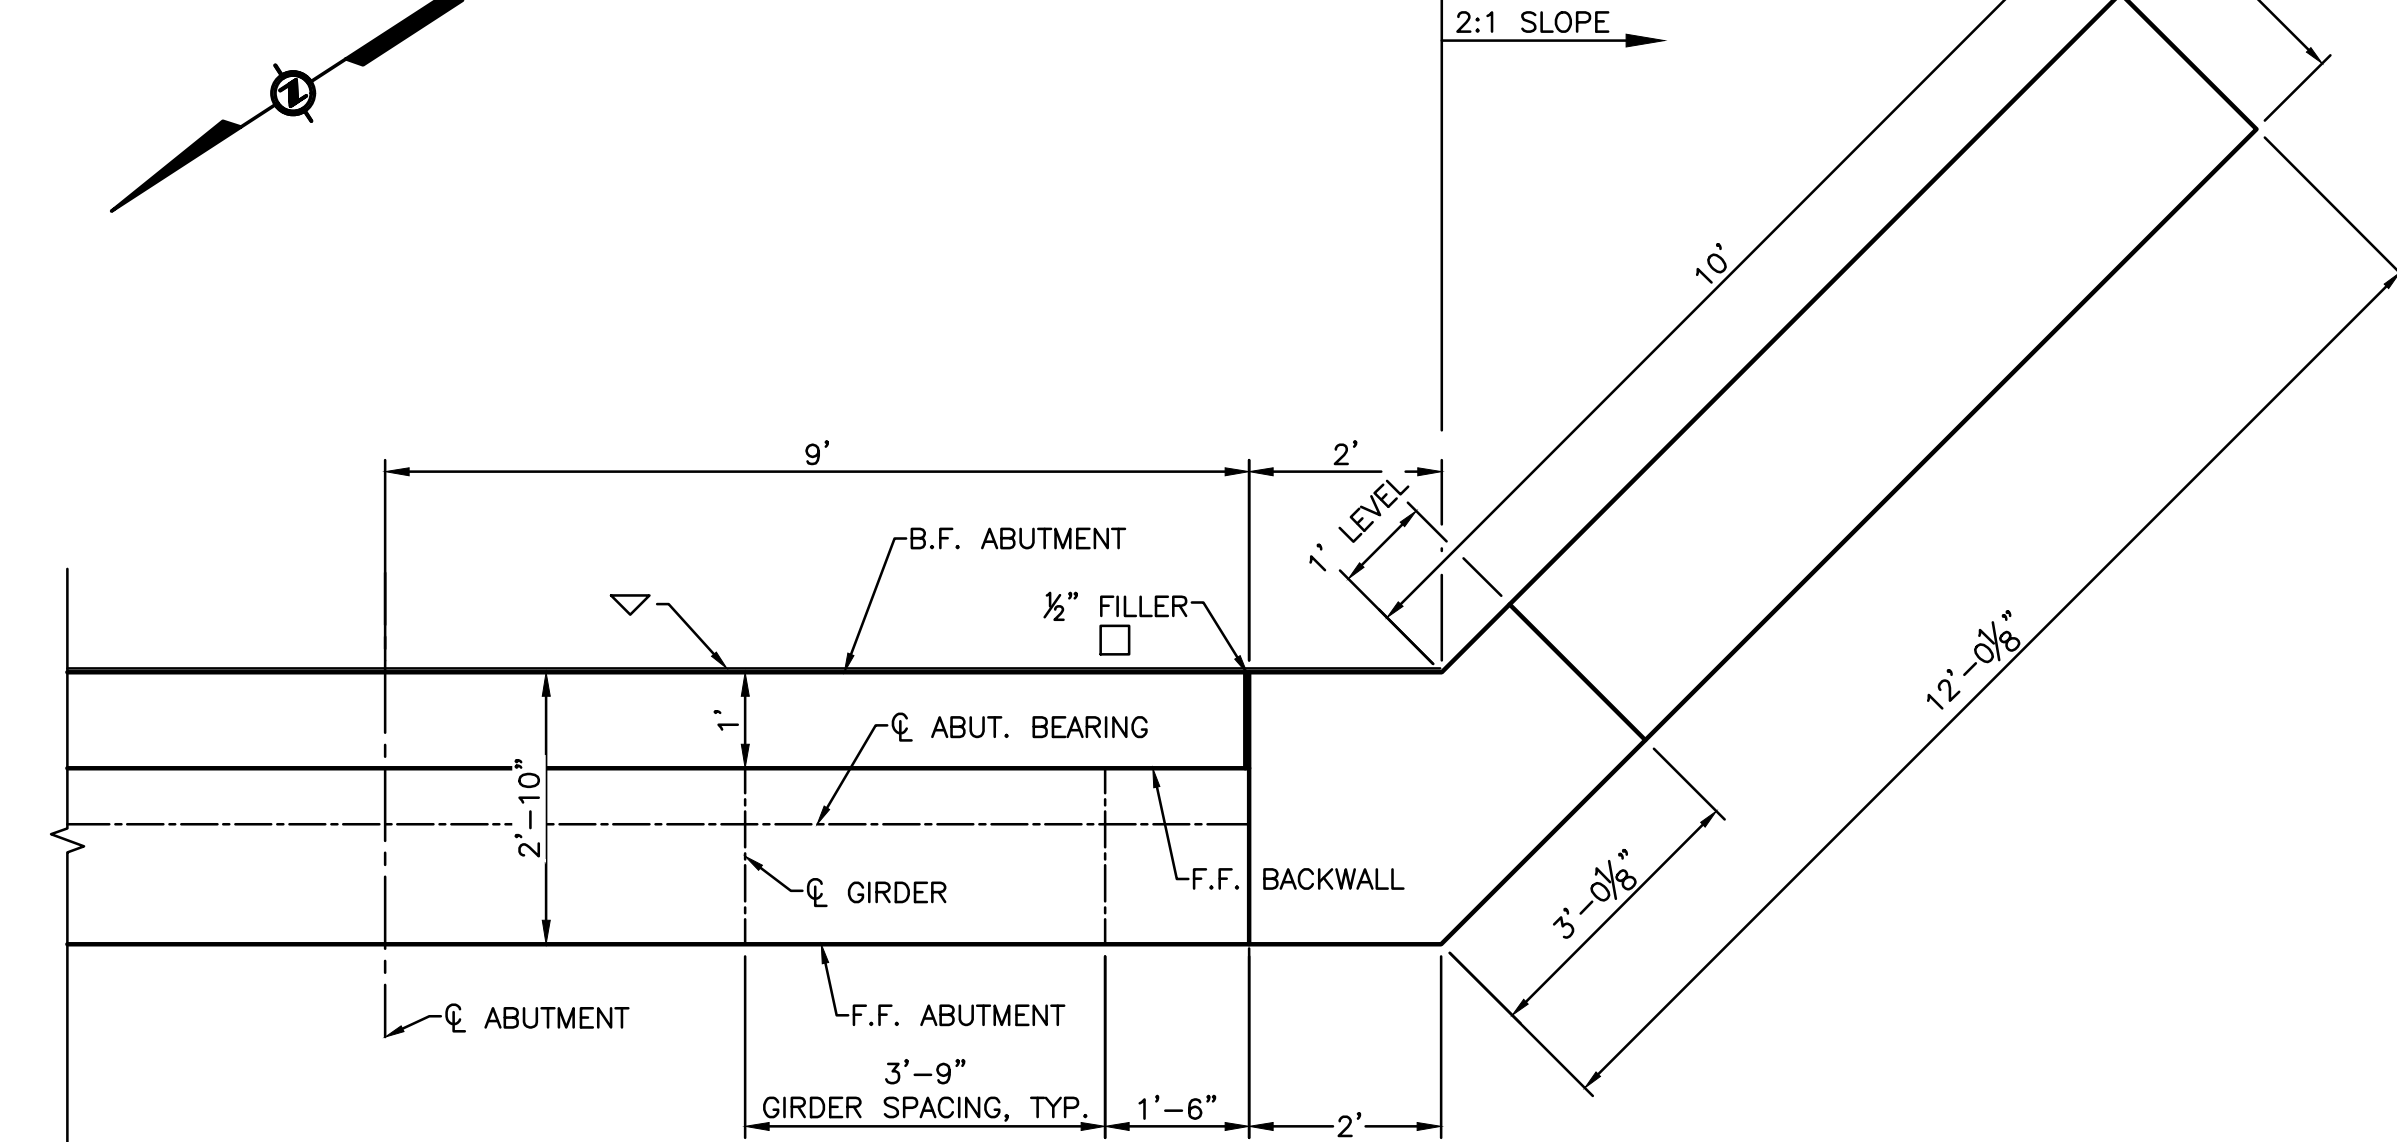 2:1 SLOPE
N
10'
9'
2'
1' LEVEL
B.F. ABUTMENT
½" FILLER
12'-0⅛"
1'
℄ ABUT. BEARING
2'-10"
℄ GIRDER
F.F. BACKWALL
3'-0⅛"
℄ ABUTMENT
F.F. ABUTMENT
3'-9"
GIRDER SPACING, TYP.
1'-6"
2'